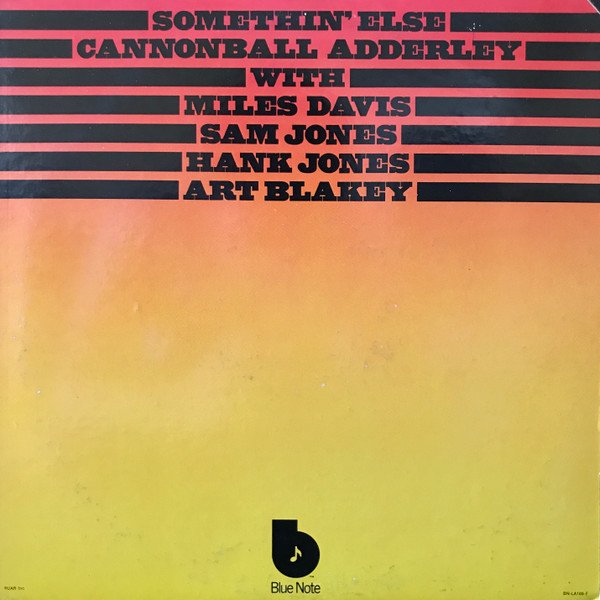 SOMETHIN' ELSE
CANNONBALL ADDERLEY
WITH
MILES DAVIS
SAM JONES
HANK JONES
ART BLAKEY
b
Blue Note